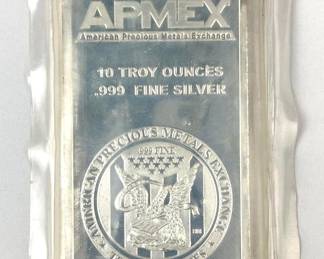 APMEX
American Precious Metals Exchange
10 TROY OUNCES
.999 FINE SILVER
AMERICAN PRECIOUS METALS EXCHANGE
.999 FINE